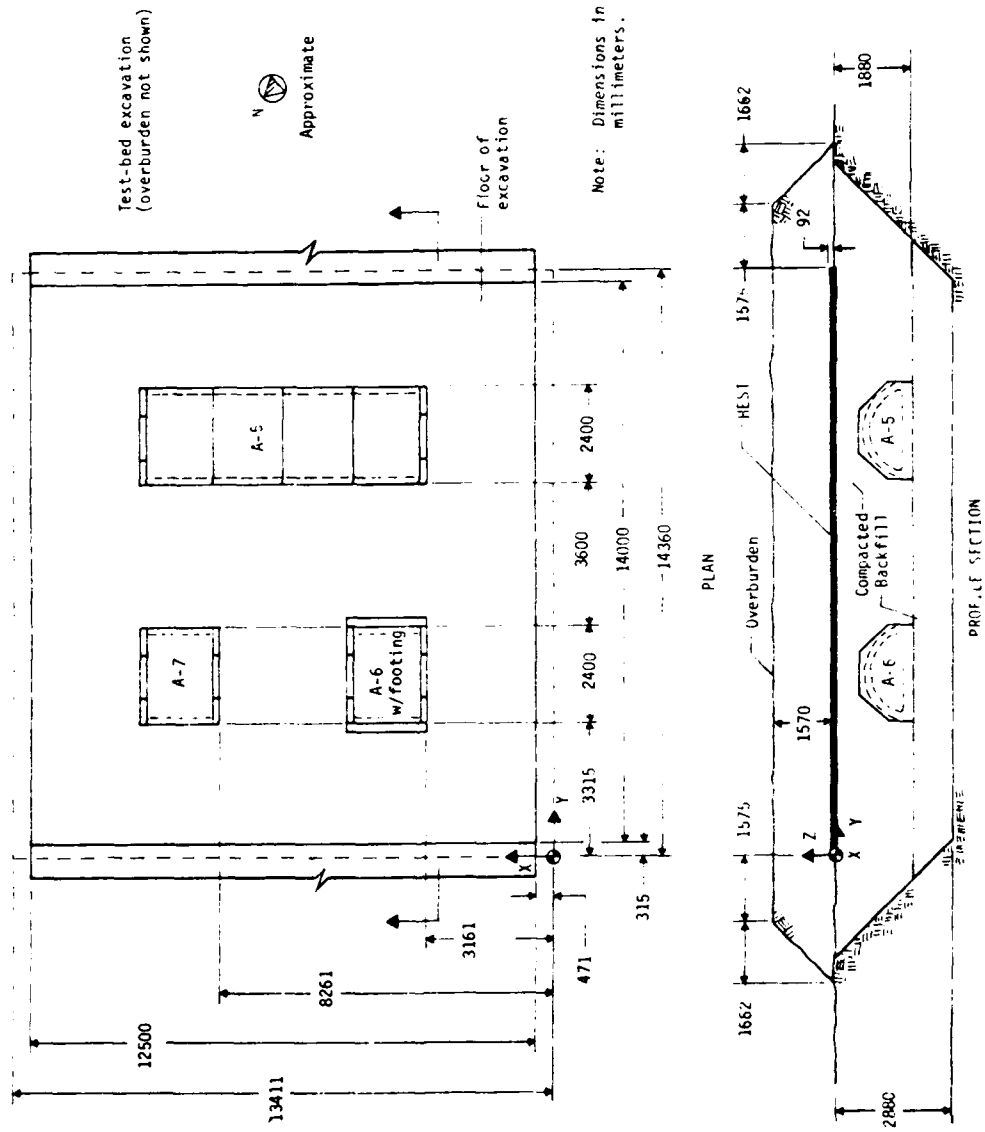 Test-bed excavation
(overburden not shown)
N
Approximate
Floor of
excavation
Note: Dimensions in
millimeters.
A-7
A-6
w/footing
A-5
X
Y
13411
12500
8261
3161
471
315
3315
2400
3600
2400
14000
14360
PLAN
1662
1575
1570
Overburden
HEST
1575
92
1662
1880
Z
Y
X
2880
A-6
Compacted
Backfill
A-5
PROFILE SECTION